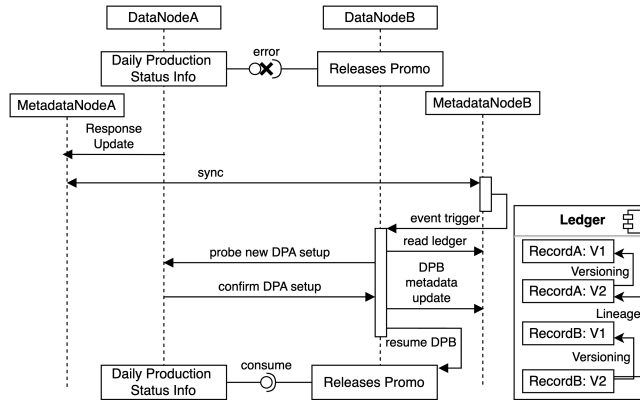 DataNodeA
DataNodeB
Daily Production
Status Info
error
Releases Promo
MetadataNodeA
MetadataNodeB
Response
Update
sync
event trigger
read ledger
probe new DPA setup
confirm DPA setup
DPB
metadata
update
resume DPB
Daily Production
Status Info
consume
Releases Promo
Ledger
RecordA: V1
Versioning
RecordA: V2
Lineage
RecordB: V1
Versioning
RecordB: V2